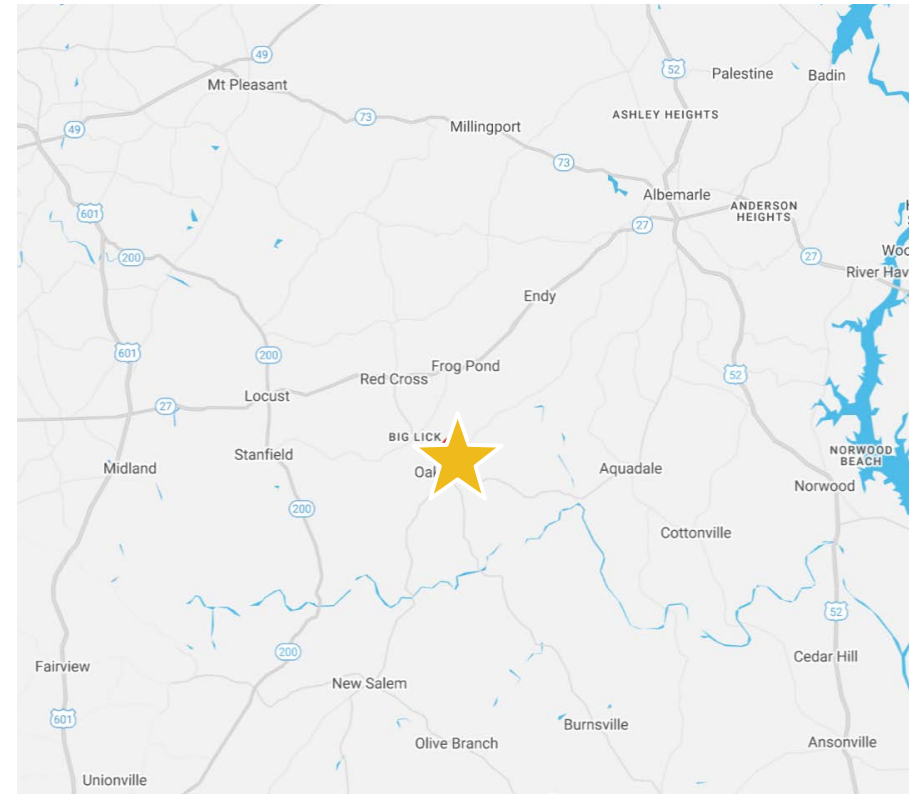 49
Mt Pleasant
52
Palestine
Badin
73
ASHLEY HEIGHTS
49
Millingport
73
Albemarle
ANDERSON
HEIGHTS
601
27
200
27
River Hav
Endy
601
200
Frog Pond
52
Red Cross
Locust
27
BIG LICK
Stanfield
NORWOOD
BEACH
Midland
Aquadale
Norwood
200
Cottonville
52
200
Cedar Hill
Fairview
New Salem
601
Burnsville
Olive Branch
Ansonville
Unionville